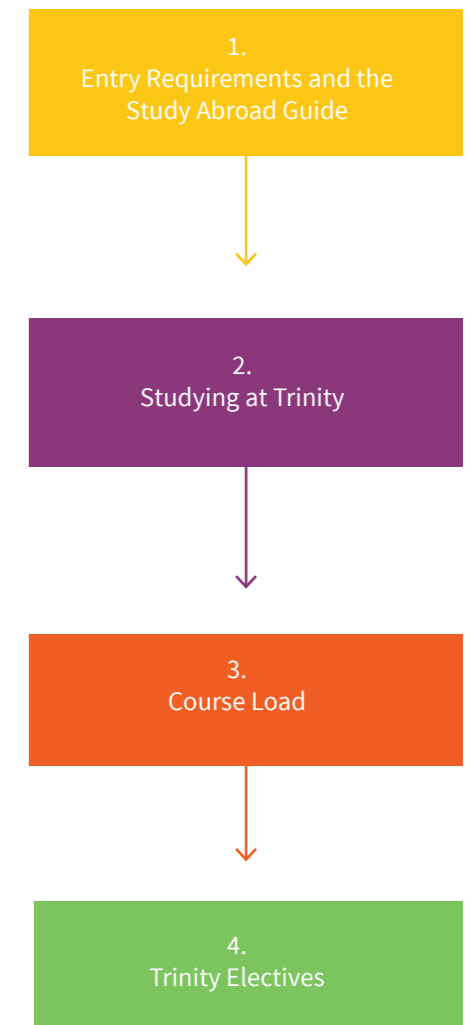 1.
Entry Requirements and the
Study Abroad Guide
2.
Studying at Trinity
3.
Course Load
4.
Trinity Electives